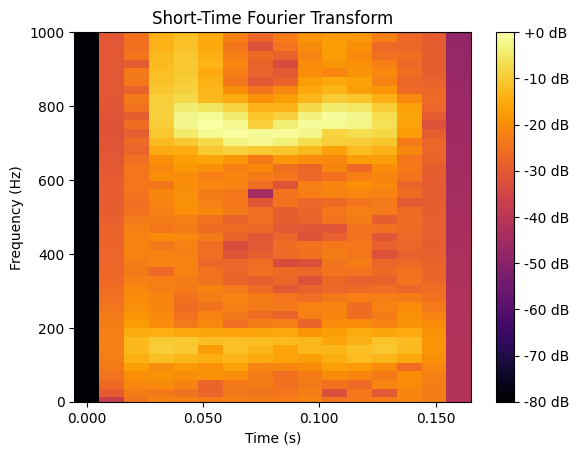 Short-Time Fourier Transform
1000
800
600
400
200
0
Frequency (Hz)
0.000
0.050
0.100
0.150
Time (s)
+0 dB
-10 dB
-20 dB
-30 dB
-40 dB
-50 dB
-60 dB
-70 dB
-80 dB